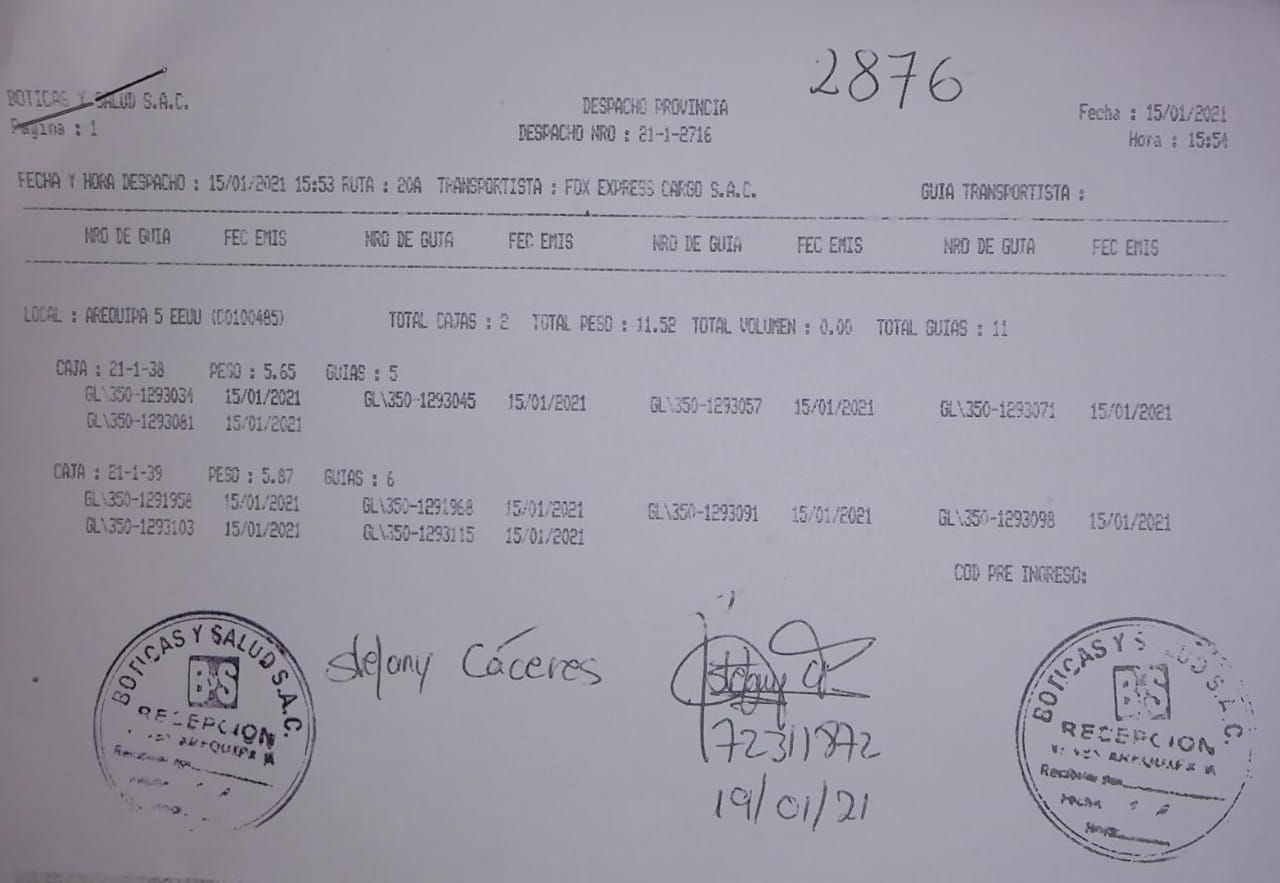 2876
BOTICAS Y SALUD S.A.C.
DESPACHO PROVINCIA
Fecha : 15/01/2021
Página : 1
DESPACHO NRO : 21-1-2716
Hora : 15:54
FECHA Y HORA DESPACHO : 15/01/2021 15:53 RUTA : 20A TRANSPORTISTA : FOX EXPRESS CARGO S.A.C. GUIA TRANSPORTISTA :
NRO DE GUIA FEC EMIS NRO DE GUIA FEC EMIS NRO DE GUIA FEC EMIS NRO DE GUIA FEC EMIS
LOCAL : AREQUIPA 5 EEUU (C0100485) TOTAL CAJAS : 2 TOTAL PESO : 11.52 TOTAL VOLUMEN : 0.00 TOTAL GUIAS : 11
CAJA : 21-1-38 PESO : 5.65 GUIAS : 5
GL\350-1293034 15/01/2021 GL\350-1293045 15/01/2021 GL\350-1293057 15/01/2021 GL\350-1293071 15/01/2021
GL\350-1293081 15/01/2021
CAJA : 21-1-39 PESO : 5.87 GUIAS : 6
GL\350-1291958 15/01/2021 GL\350-1291968 15/01/2021 GL\350-1293091 15/01/2021 GL\350-1293098 15/01/2021
GL\350-1293103 15/01/2021 GL\350-1293115 15/01/2021
COD PRE INGRESO:
BOTICAS Y SALUD S.A.C.
BS
RECEPCION
AREQUIPA
Stefany Cáceres
72311872
19/01/21
BOTICAS Y SALUD S.A.C.
BS
RECEPCION
AREQUIPA